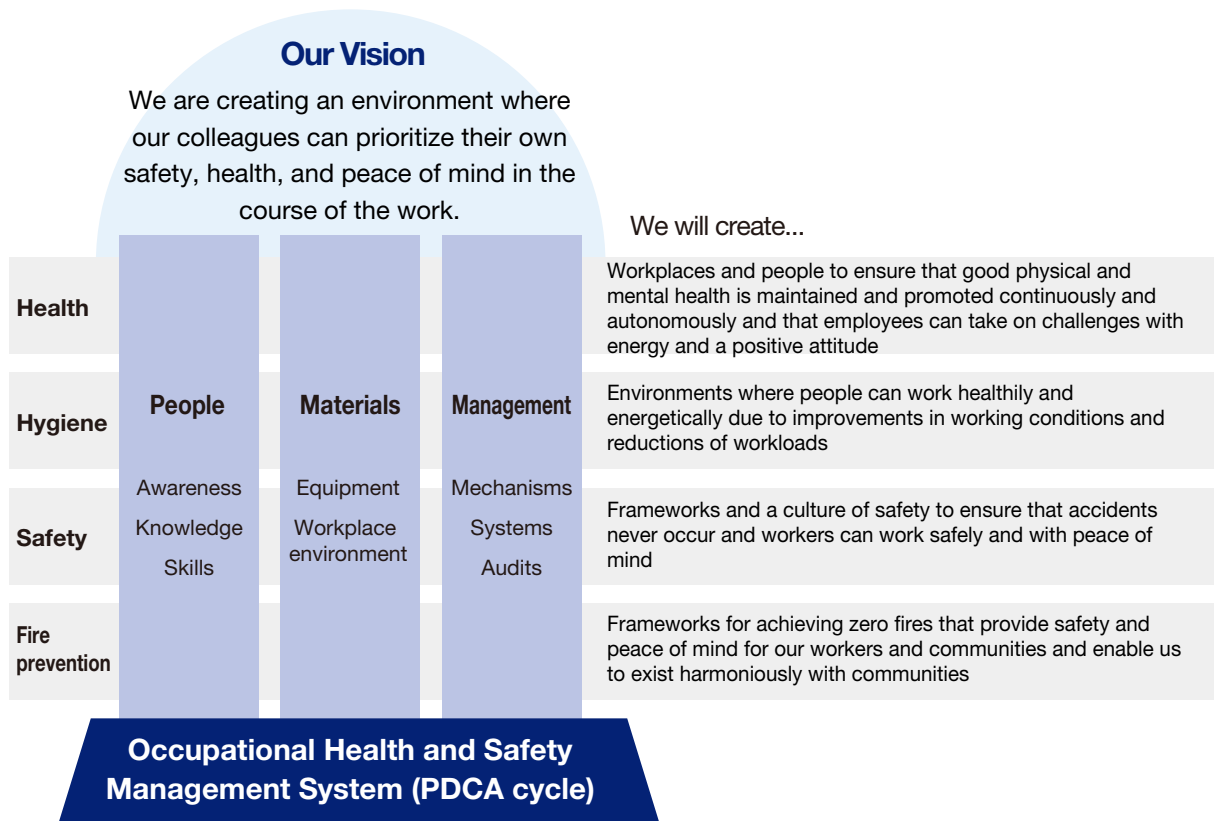 Our Vision
We are creating an environment where
our colleagues can prioritize their own
safety, health, and peace of mind in the
course of the work.
We will create...
Health
Workplaces and people to ensure that good physical and
mental health is maintained and promoted continuously and
autonomously and that employees can take on challenges with
energy and a positive attitude
Hygiene
Environments where people can work healthily and
energetically due to improvements in working conditions and
reductions of workloads
Safety
Frameworks and a culture of safety to ensure that accidents
never occur and workers can work safely and with peace of
mind
Fire
prevention
Frameworks for achieving zero fires that provide safety and
peace of mind for our workers and communities and enable us
to exist harmoniously with communities
People
Awareness
Knowledge
Skills
Materials
Equipment
Workplace
environment
Management
Mechanisms
Systems
Audits
Occupational Health and Safety
Management System (PDCA cycle)